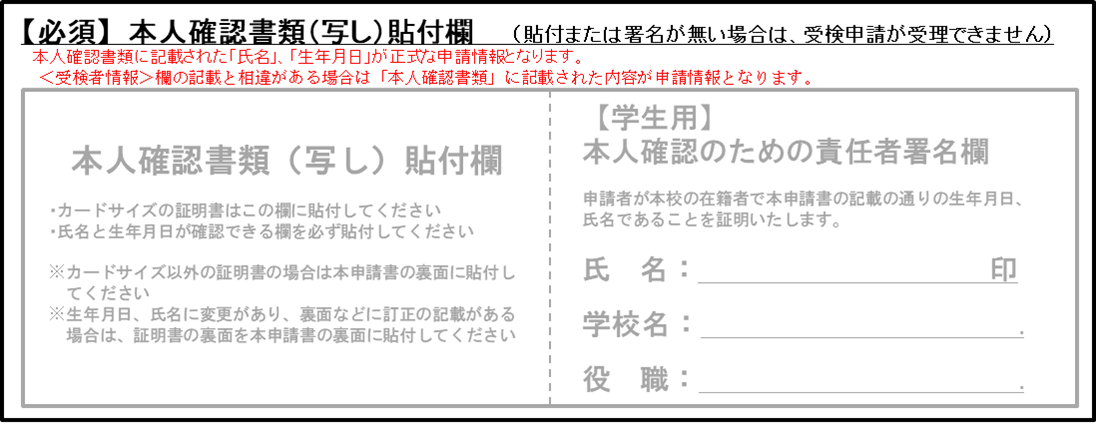 【必須】本人確認書類(写し)貼付欄 (貼付または署名が無い場合は、受検申請が受理できません)
本人確認書類に記載された「氏名」、「生年月日」が正式な申請情報となります。
＜受検者情報＞欄の記載と相違がある場合は「本人確認書類」に記載された内容が申請情報となります。
本人確認書類（写し）貼付欄
・カードサイズの証明書はこの欄に貼付してください
・氏名と生年月日が確認できる欄を必ず貼付してください
※カードサイズ以外の証明書の場合は本申請書の裏面に貼付し
てください
※生年月日、氏名に変更があり、裏面などに訂正の記載がある
場合は、証明書の裏面を本申請書の裏面に貼付してください
【学生用】
本人確認のための責任者署名欄
申請者が本校の在籍者で本申請書の記載の通りの生年月日、
氏名であることを証明いたします。
氏　名：　印
学校名：　.
役　職：　.